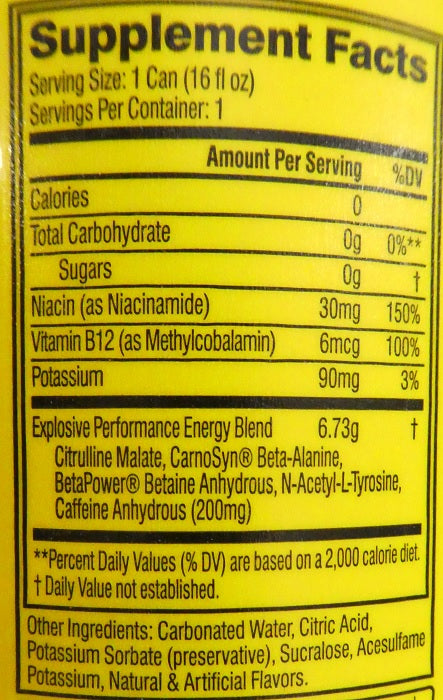 Supplement Facts
Serving Size: 1 Can (16 fl oz)
Servings Per Container: 1
Amount Per Serving %DV
Calories 0
Total Carbohydrate 0g 0%**
Sugars 0g †
Niacin (as Niacinamide) 30mg 150%
Vitamin B12 (as Methylcobalamin) 6mcg 100%
Potassium 90mg 3%
Explosive Performance Energy Blend 6.73g †
Citrulline Malate, CarnoSyn® Beta-Alanine,
BetaPower® Betaine Anhydrous, N-Acetyl-L-Tyrosine,
Caffeine Anhydrous (200mg)
**Percent Daily Values (% DV) are based on a 2,000 calorie diet.
† Daily Value not established.
Other Ingredients: Carbonated Water, Citric Acid,
Potassium Sorbate (preservative), Sucralose, Acesulfame
Potassium, Natural & Artificial Flavors.